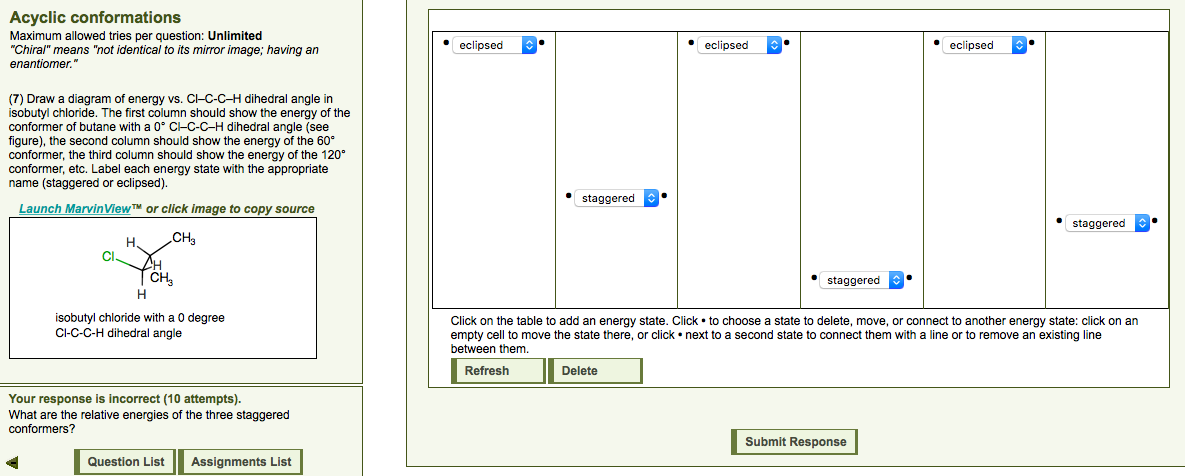 Acyclic conformations
Maximum allowed tries per question: Unlimited
"Chiral" means "not identical to its mirror image; having an
enantiomer."
(7) Draw a diagram of energy vs. Cl–C-C–H dihedral angle in
isobutyl chloride. The first column should show the energy of the
conformer of butane with a 0° Cl–C-C–H dihedral angle (see
figure), the second column should show the energy of the 60°
conformer, the third column should show the energy of the 120°
conformer, etc. Label each energy state with the appropriate
name (staggered or eclipsed).
Launch MarvinView™ or click image to copy source
H
CH3
Cl
H
CH3
H
isobutyl chloride with a 0 degree
Cl-C-C-H dihedral angle
Your response is incorrect (10 attempts).
What are the relative energies of the three staggered
conformers?
Question List
Assignments List
• eclipsed •
• eclipsed •
• eclipsed •
• staggered •
• staggered •
• staggered •
Click on the table to add an energy state. Click • to choose a state to delete, move, or connect to another energy state: click on an
empty cell to move the state there, or click • next to a second state to connect them with a line or to remove an existing line
between them.
Refresh
Delete
Submit Response